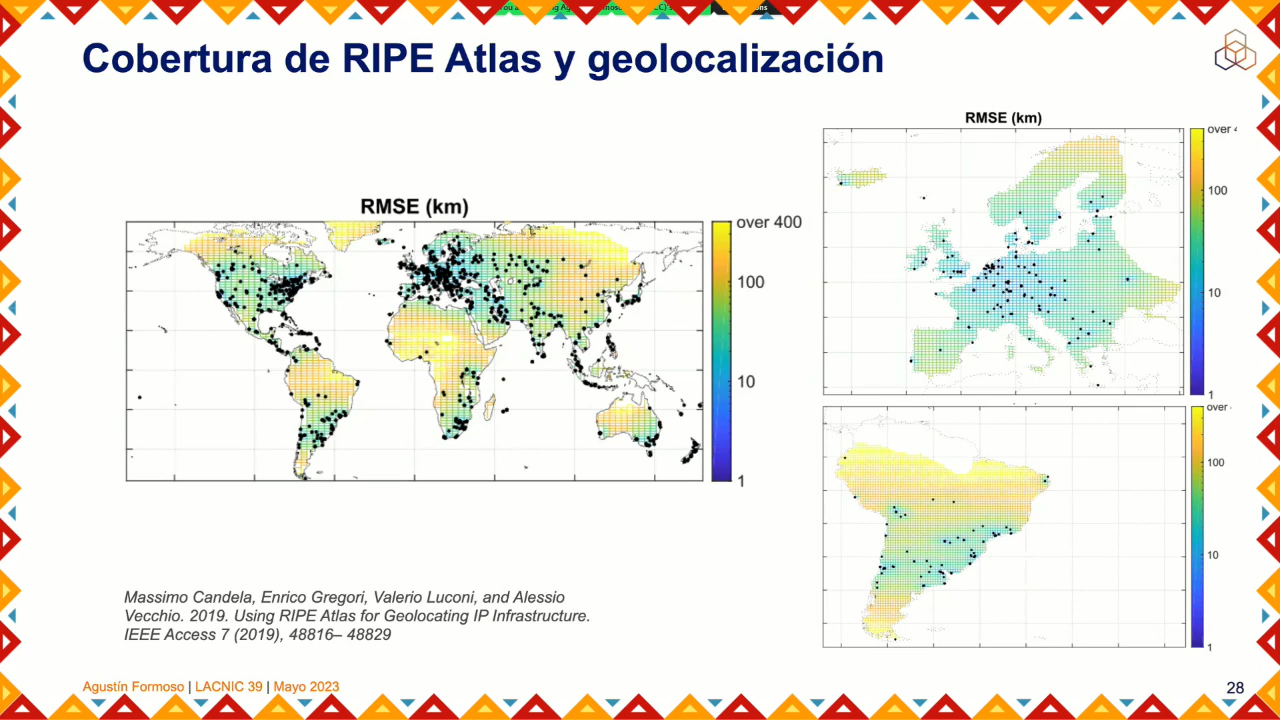 Cobertura de RIPE Atlas y geolocalización
RMSE (km)
over 400
100
10
1
RMSE (km)
over
100
10
1
over
100
10
1
Massimo Candela, Enrico Gregori, Valerio Luconi, and Alessio
Vecchio. 2019. Using RIPE Atlas for Geolocating IP Infrastructure.
IEEE Access 7 (2019), 48816– 48829
Agustín Formoso | LACNIC 39 | Mayo 2023
28